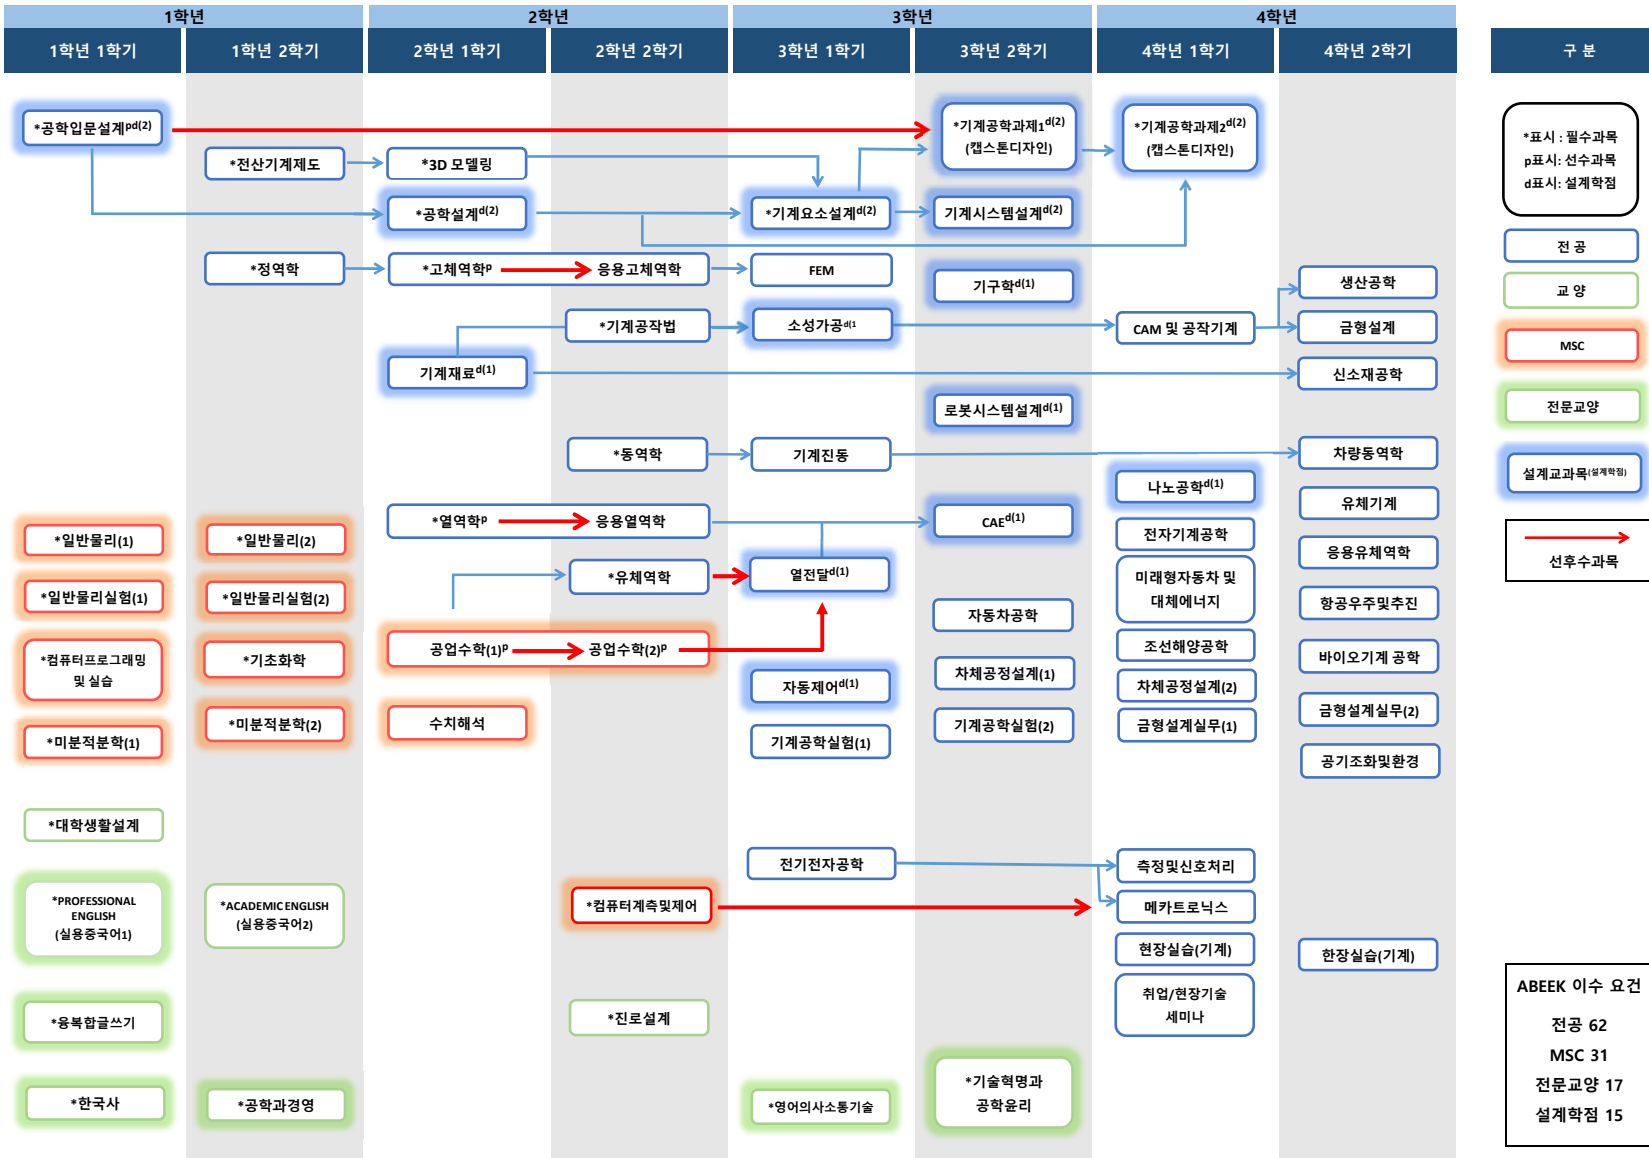 1학년
2학년
3학년
4학년
1학년 1학기
1학년 2학기
2학년 1학기
2학년 2학기
3학년 1학기
3학년 2학기
4학년 1학기
4학년 2학기
구 분
*공학입문설계pd(2)
*기계공학과제1d(2)
(캡스톤디자인)
*기계공학과제2d(2)
(캡스톤디자인)
*표시 : 필수과목
p표시: 선수과목
d표시: 설계학점
*전산기계제도
*3D 모델링
*공학설계d(2)
*기계요소설계d(2)
기계시스템설계d(2)
전 공
*정역학
*고체역학p
응용고체역학
FEM
기구학d(1)
생산공학
교 양
*기계공작법
소성가공d(1
CAM 및 공작기계
금형설계
MSC
기계재료d(1)
신소재공학
로봇시스템설계d(1)
전문교양
*동역학
기계진동
차량동역학
설계교과목(설계학점)
나노공학d(1)
유체기계
*열역학p
응용열역학
CAEd(1)
전자기계공학
*일반물리(1)
*일반물리(2)
응용유체역학
선후수과목
*유체역학
열전달d(1)
미래형자동차 및
대체에너지
*일반물리실험(1)
*일반물리실험(2)
자동차공학
항공우주및추진
공업수학(1)p
공업수학(2)p
조선해양공학
*컴퓨터프로그래밍
및 실습
*기초화학
바이오기계 공학
자동제어d(1)
차체공정설계(1)
차체공정설계(2)
*미분적분학(1)
*미분적분학(2)
수치해석
기계공학실험(1)
기계공학실험(2)
금형설계실무(1)
금형설계실무(2)
공기조화및환경
*대학생활설계
전기전자공학
측정및신호처리
*PROFESSIONAL
ENGLISH
(실용중국어1)
*ACADEMIC ENGLISH
(실용중국어2)
*컴퓨터계측및제어
메카트로닉스
현장실습(기계)
한장실습(기계)
취업/현장기술
세미나
*융복합글쓰기
*진로설계
*한국사
*공학과경영
*영어의사소통기술
*기술혁명과
공학윤리
ABEEK 이수 요건
전공 62
MSC 31
전문교양 17
설계학점 15